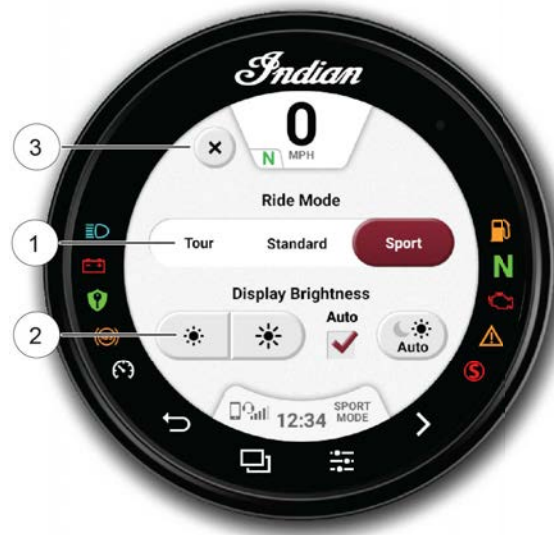 Indian
0
N MPH
3
Ride Mode
1
Tour Standard Sport
N
Display Brightness
Auto
2
Auto
ABS
S
12:34 SPORT MODE